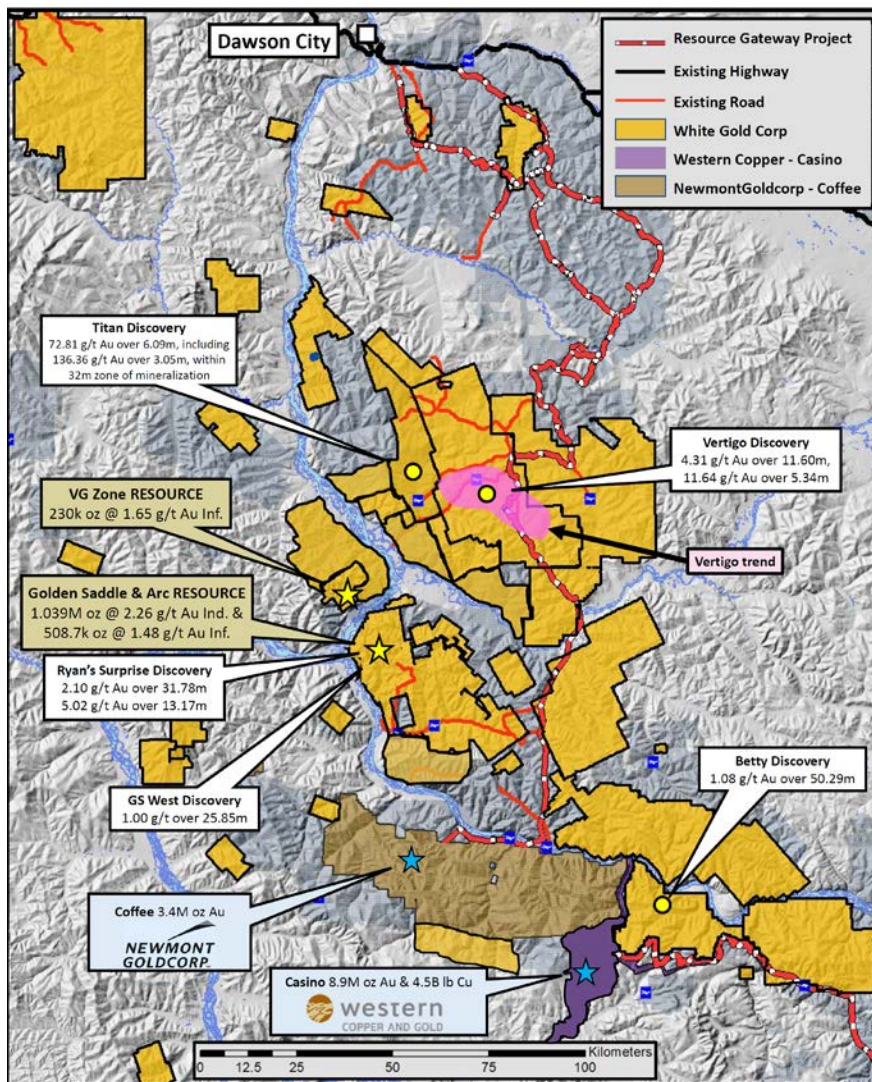 Dawson City
Resource Gateway Project
Existing Highway
Existing Road
White Gold Corp
Western Copper - Casino
NewmontGoldcorp - Coffee
Titan Discovery
72.81 g/t Au over 6.09m, including
136.36 g/t Au over 3.05m, within
32m zone of mineralization
Vertigo Discovery
4.31 g/t Au over 11.60m,
11.64 g/t Au over 5.34m
VG Zone RESOURCE
230k oz @ 1.65 g/t Au Inf.
Vertigo trend
Golden Saddle & Arc RESOURCE
1.039M oz @ 2.26 g/t Au Ind. &
508.7k oz @ 1.48 g/t Au Inf.
Ryan's Surprise Discovery
2.10 g/t Au over 31.78m
5.02 g/t Au over 13.17m
Betty Discovery
1.08 g/t Au over 50.29m
GS West Discovery
1.00 g/t over 25.85m
Coffee 3.4M oz Au
NEWMONT
GOLDCORP
Casino 8.9M oz Au & 4.5B lb Cu
western
COPPER AND GOLD
Kilometers
0 12.5 25 50 75 100